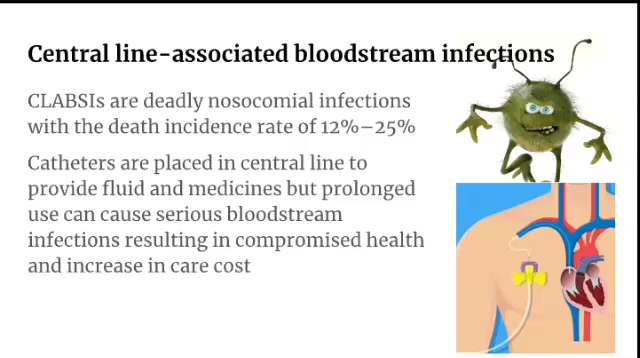 Central line-associated bloodstream infections
CLABSIs are deadly nosocomial infections
with the death incidence rate of 12%–25%
Catheters are placed in central line to
provide fluid and medicines but prolonged
use can cause serious bloodstream
infections resulting in compromised health
and increase in care cost